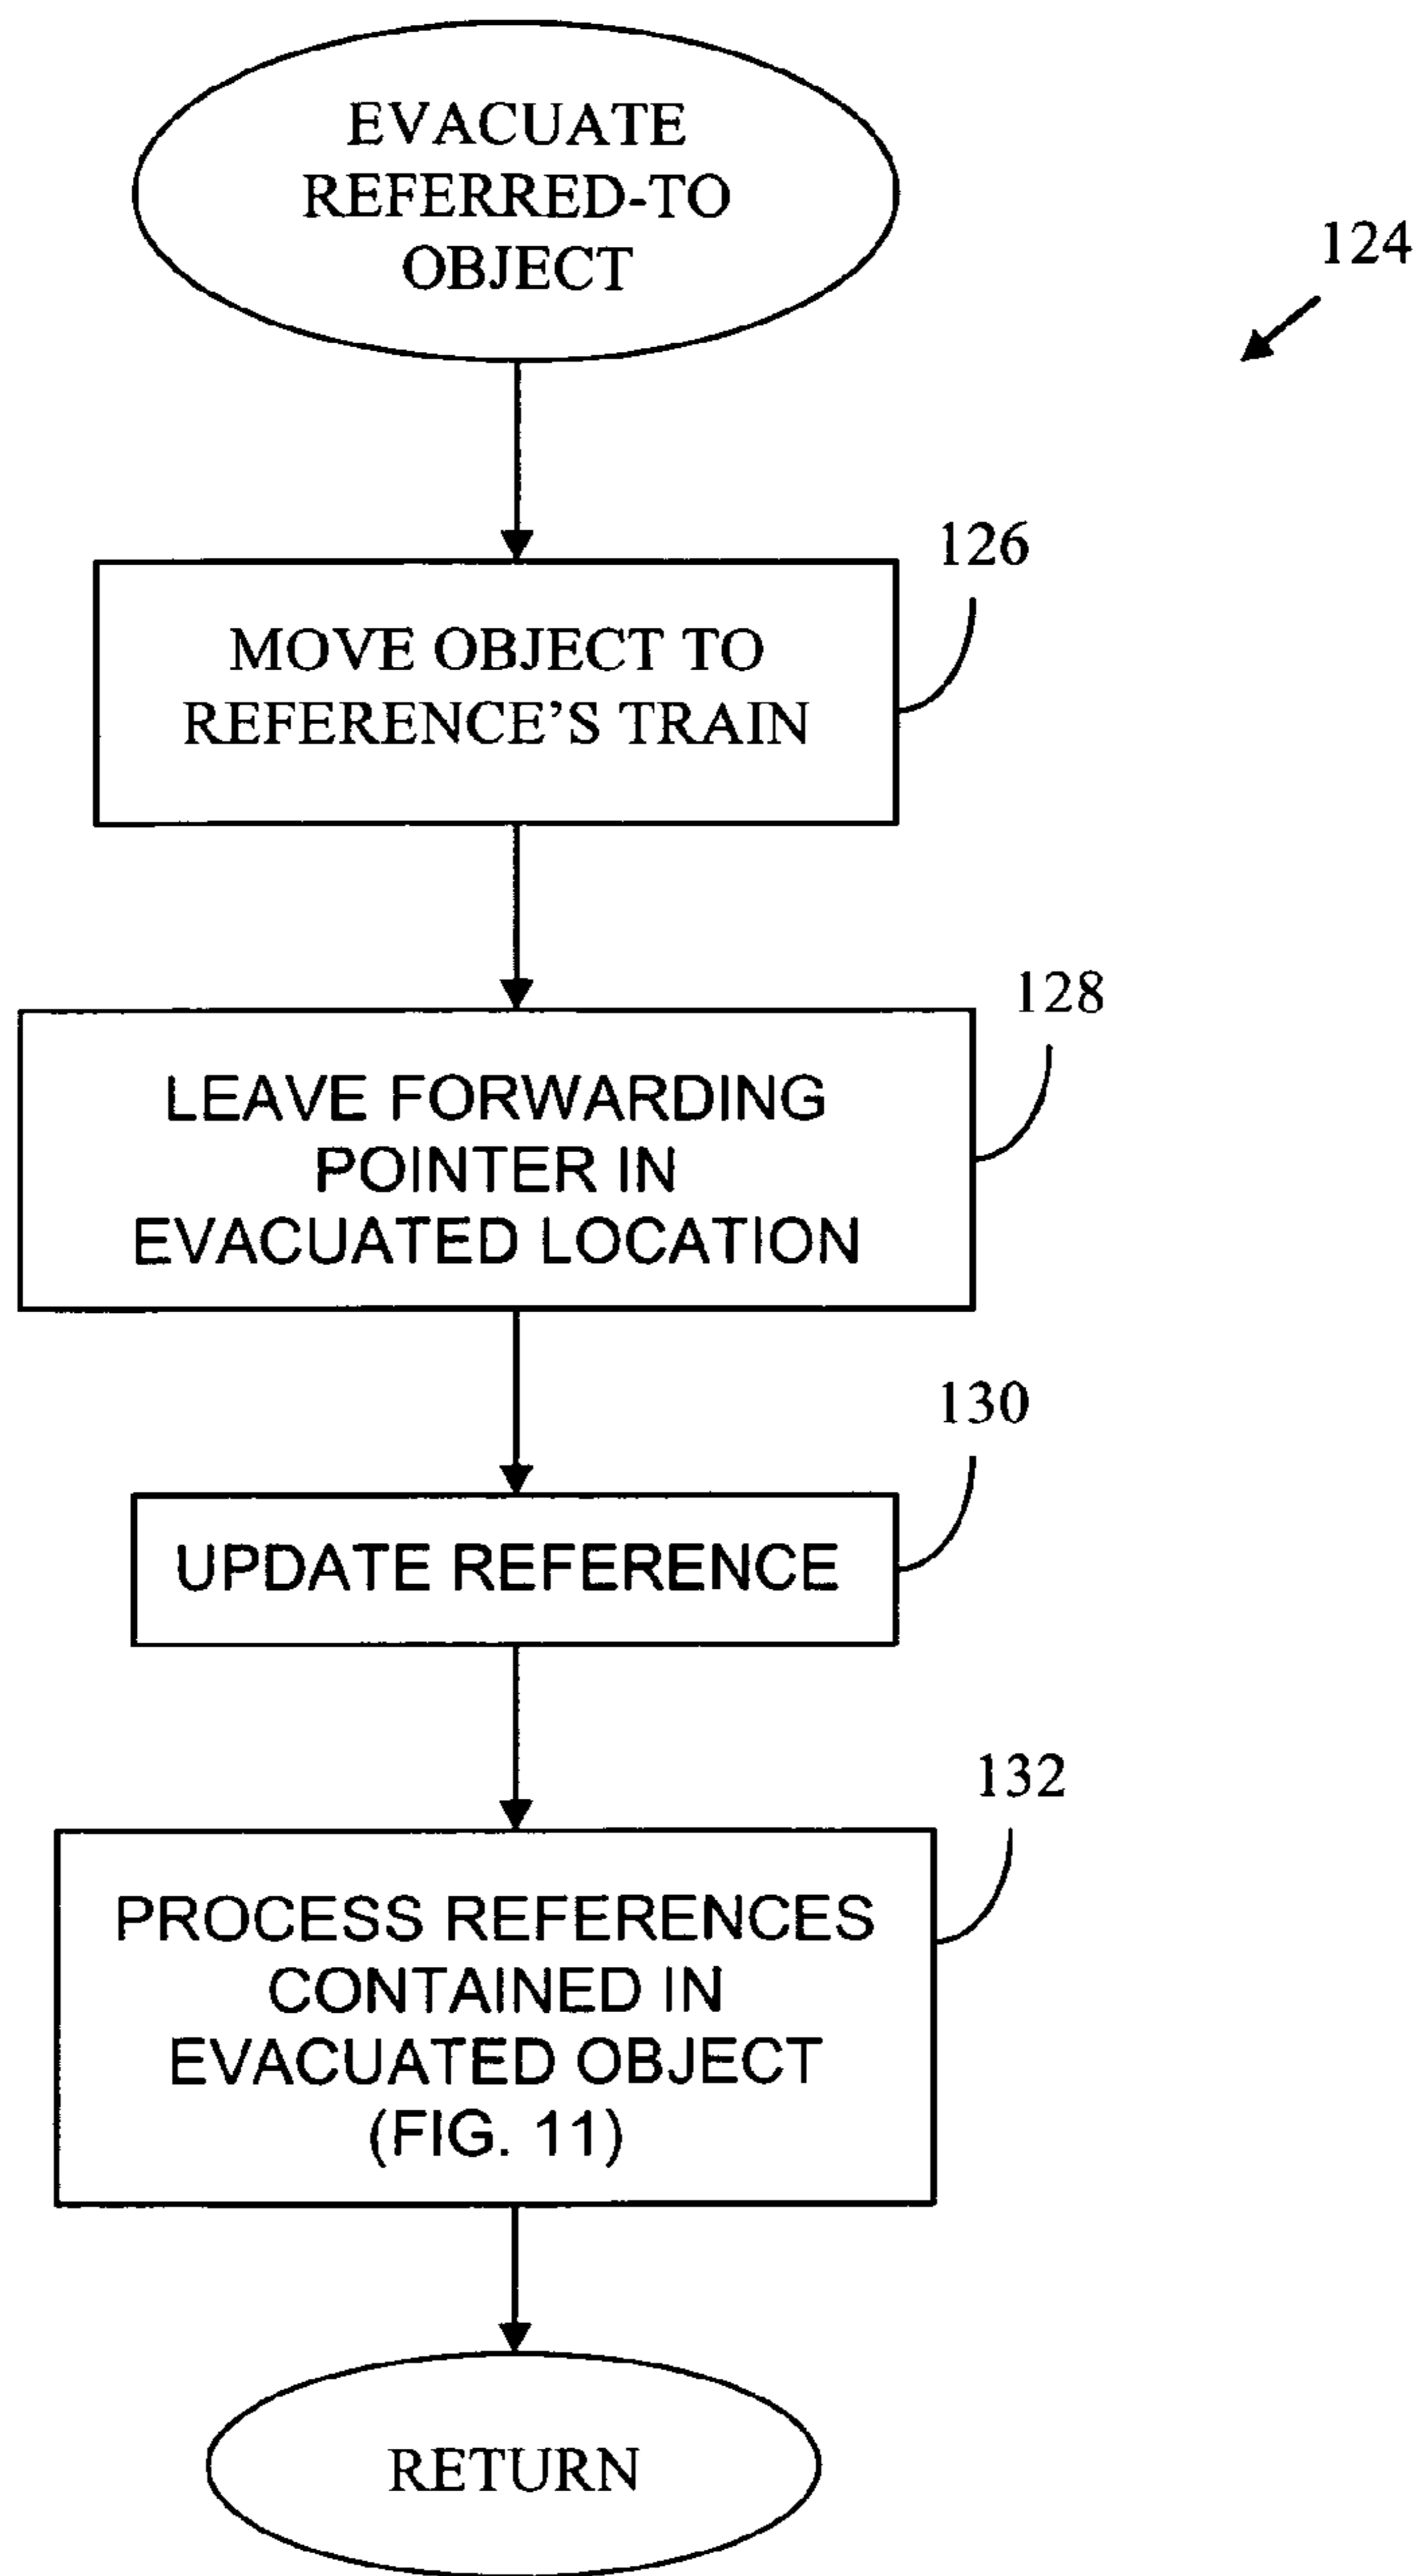 EVACUATE
REFERRED-TO
OBJECT
124
126
MOVE OBJECT TO
REFERENCE'S TRAIN
128
LEAVE FORWARDING
POINTER IN
EVACUATED LOCATION
130
UPDATE REFERENCE
132
PROCESS REFERENCES
CONTAINED IN
EVACUATED OBJECT
(FIG. 11)
RETURN